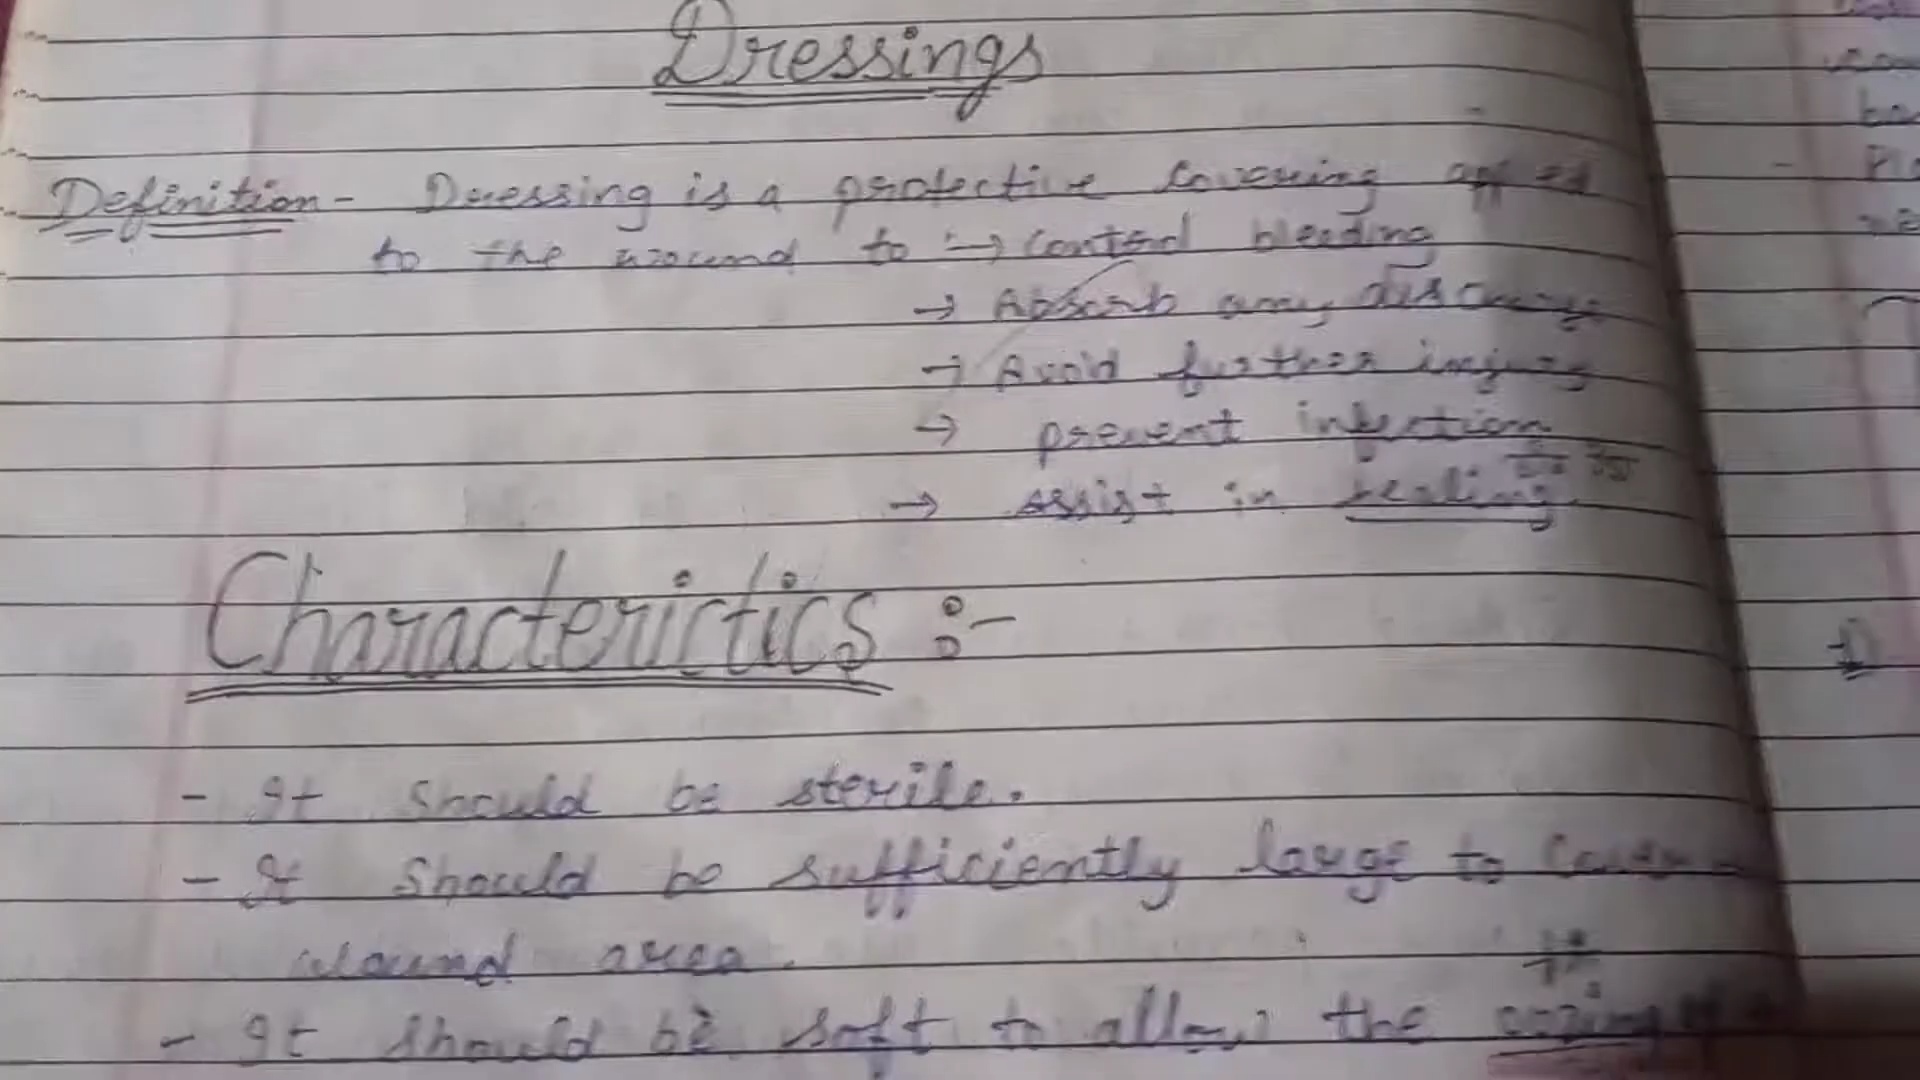 Dressings
Definition - Dressing is a protective covering applied
to the wound to :→ Control bleeding
→ Absorb any discharge
→ Avoid further injury
→ prevent infection
→ assist in healing
Characterictics :-
- It should be sterile.
- It should be sufficiently large to cover
wound area.
- It should be soft to allow the oozing of